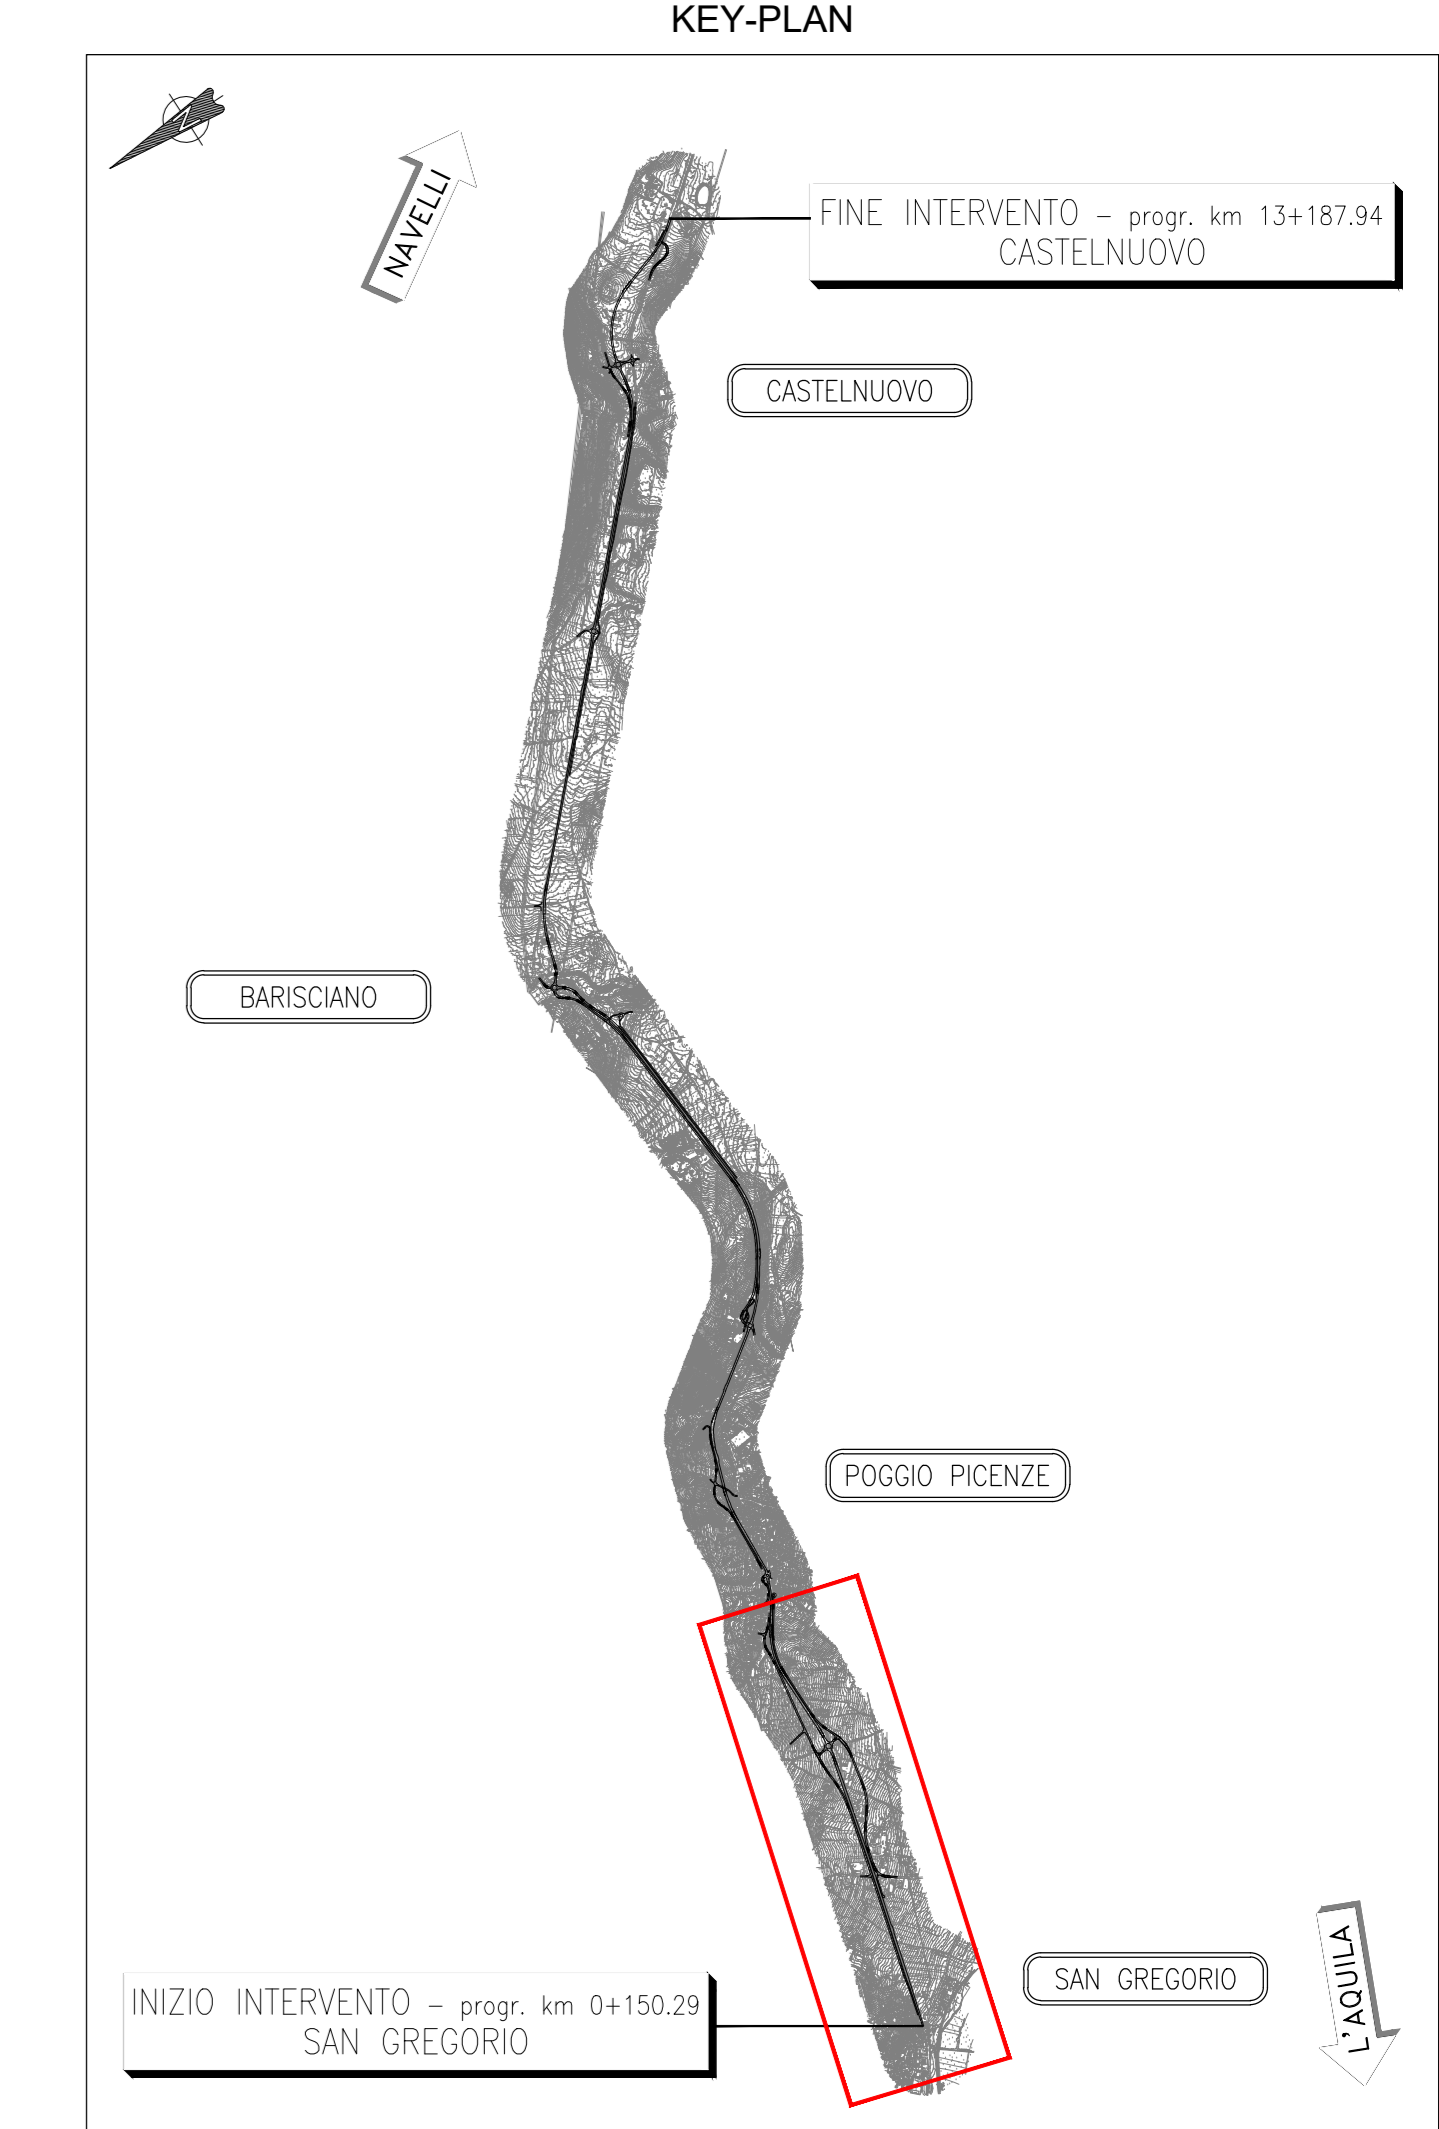 KEY-PLAN
Z
NAVELLI
FINE INTERVENTO – progr. km 13+187.94
CASTELNUOVO
CASTELNUOVO
BARISCIANO
POGGIO PICENZE
SAN GREGORIO
L'AQUILA
INIZIO INTERVENTO – progr. km 0+150.29
SAN GREGORIO